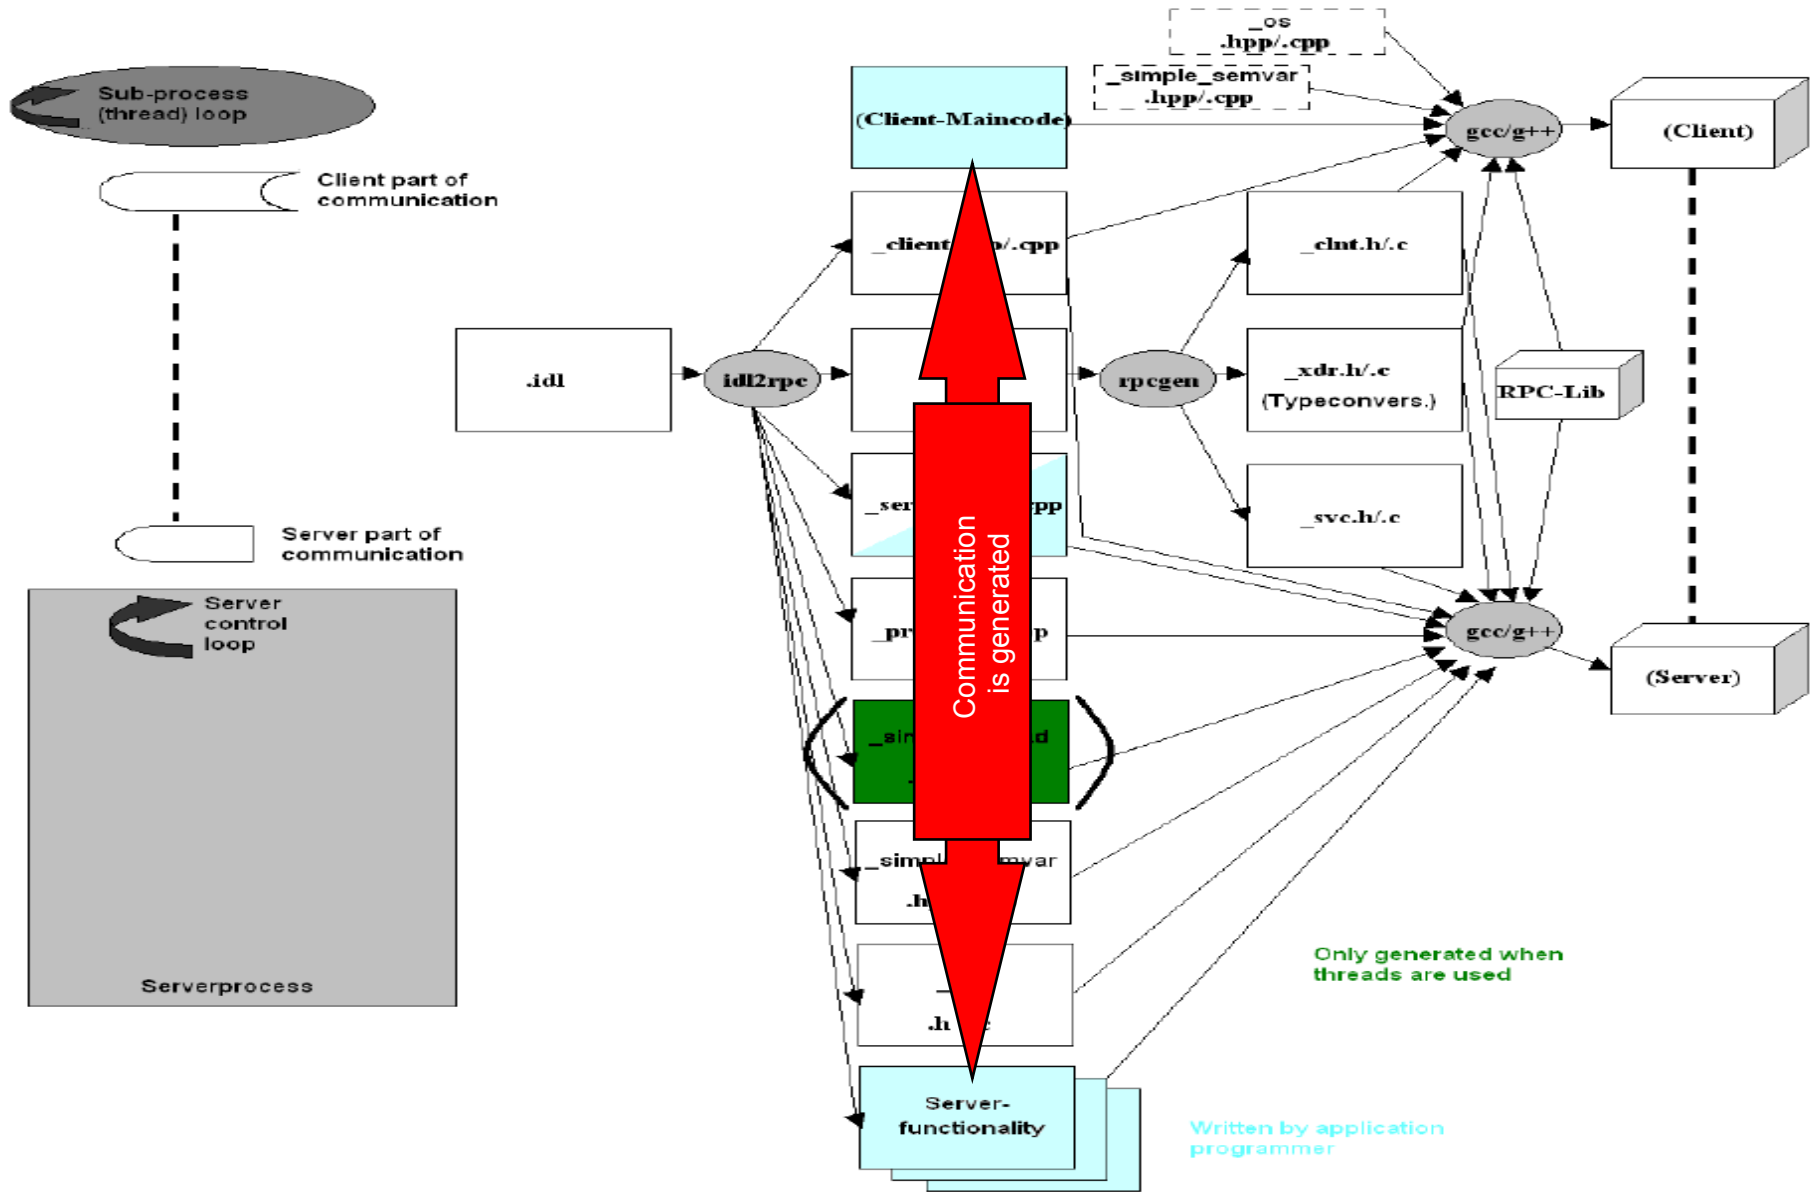 _os
.hpp/.cpp
_simple_semvar
.hpp/.cpp
Sub-process
(thread) loop
(Client-Maincode)
gcc/g++
(Client)
Client part of
communication
_client
/.cpp
_clnt.h/.c
.idl
idl2rpc
rpcgen
_xdr.h/.c
(Typeconvers.)
RPC-Lib
_svc.h/.c
Server part of
communication
Communication
is generated
Server
control
loop
gcc/g++
(Server)
Serverprocess
Only generated when
threads are used
Server-
functionality
Written by application
programmer